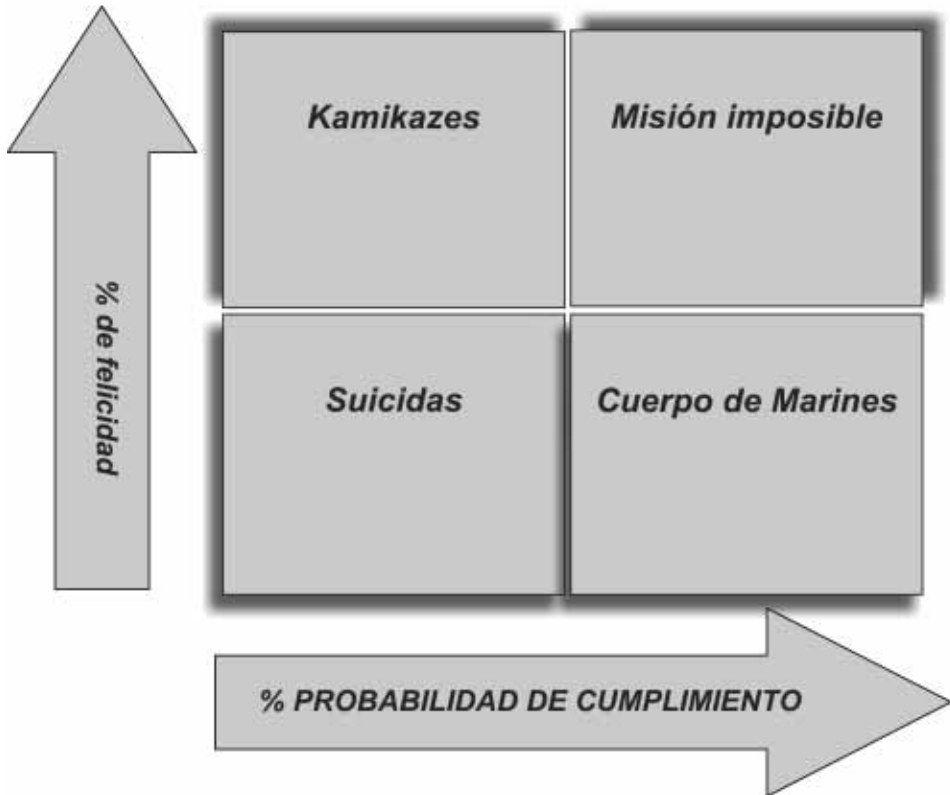 Kamikazes
Misión imposible
% de felicidad
Suicidas
Cuerpo de Marines
% PROBABILIDAD DE CUMPLIMIENTO